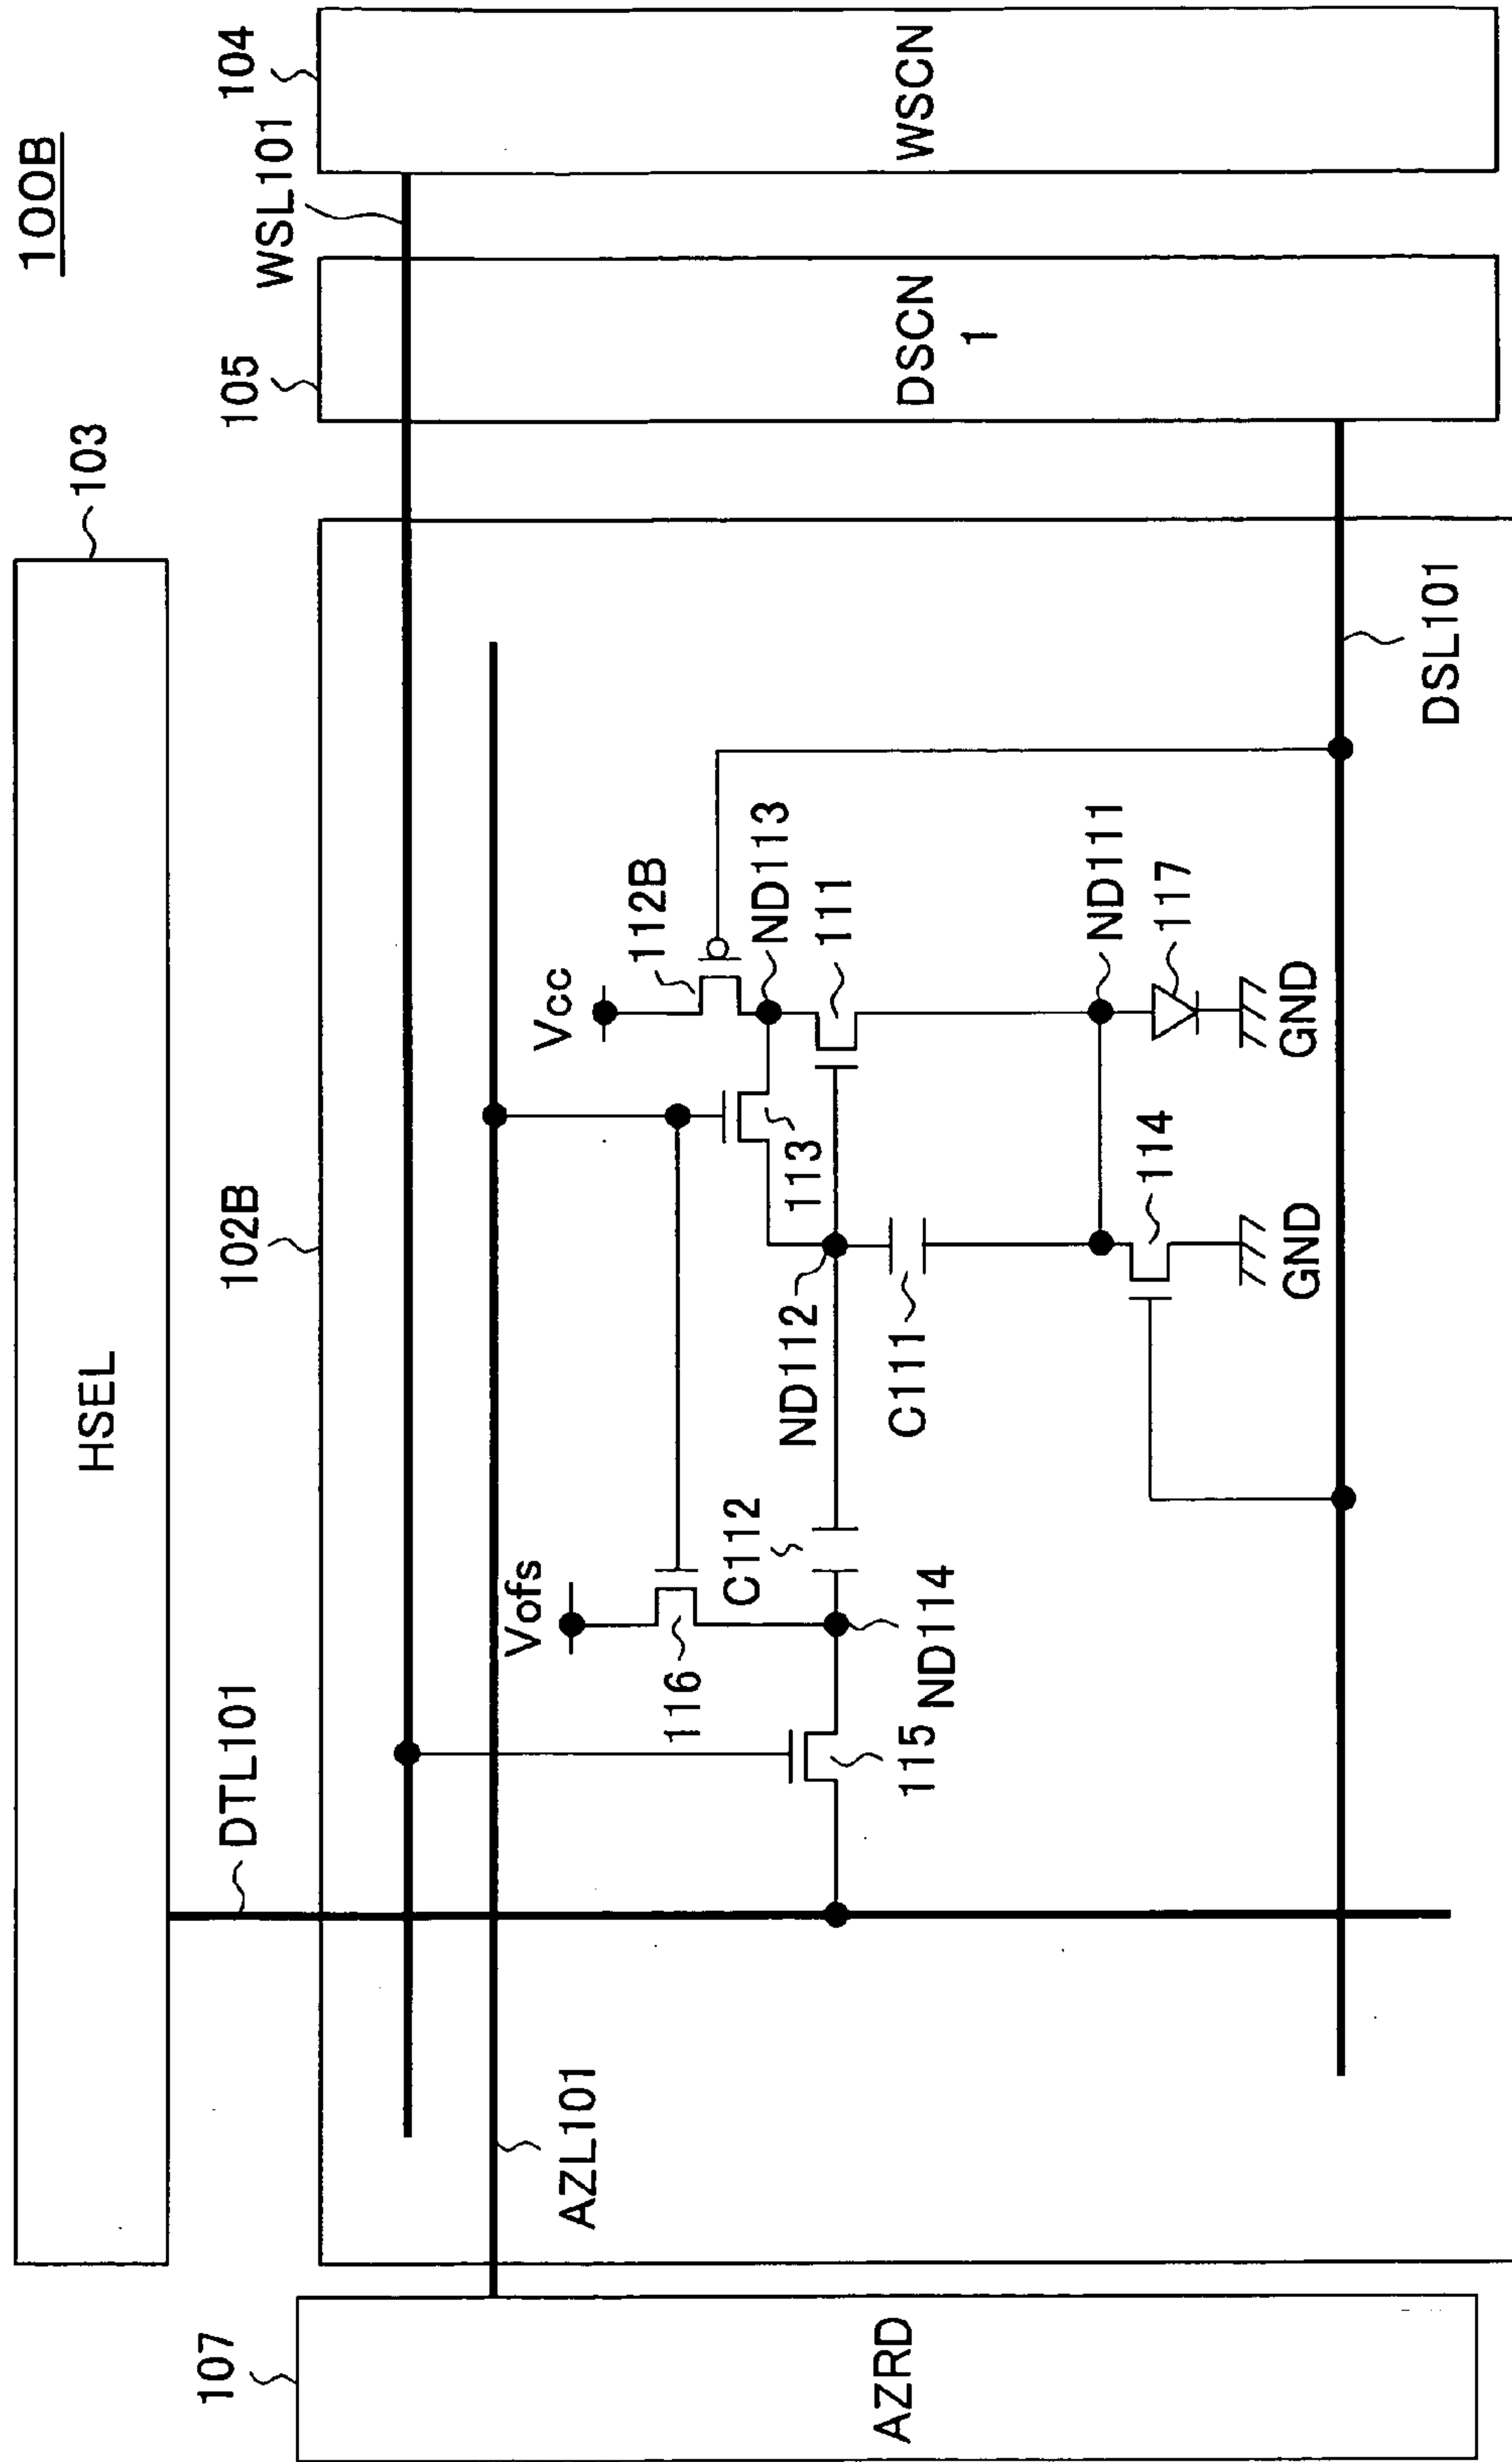 100B
HSEL
103
107
DTL101
102B
105
WSL101
104
AZL101
Vofs
Vcc
112B
116
C112
113
ND113
ND112
111
115
ND114
C111
114
ND111
117
GND
GND
DSL101
AZRD
DSCN
1
WSCN